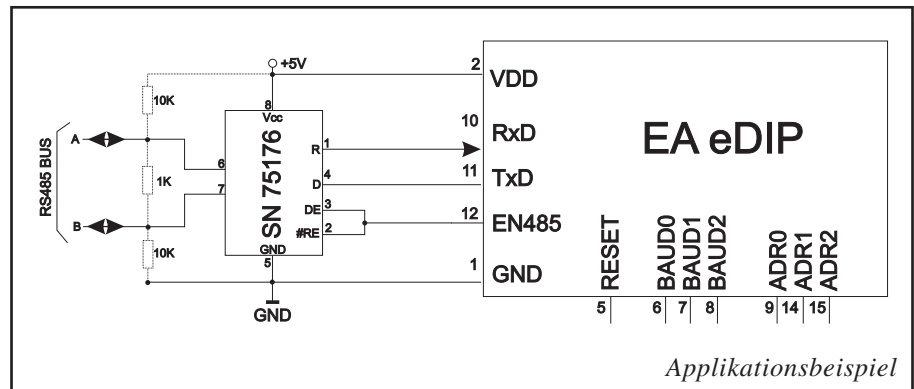 +5V
10K
A
1K
B
10K
RS485 BUS
8
Vcc
6
7
SN 75176
R
1
D
4
DE
3
#RE
2
GND
5
GND
2
VDD
10
RxD
11
TxD
12
EN485
1
GND
EA eDIP
RESET
BAUD0
BAUD1
BAUD2
ADR0
ADR1
ADR2
5
6
7
8
9
14
15
Applikationsbeispiel